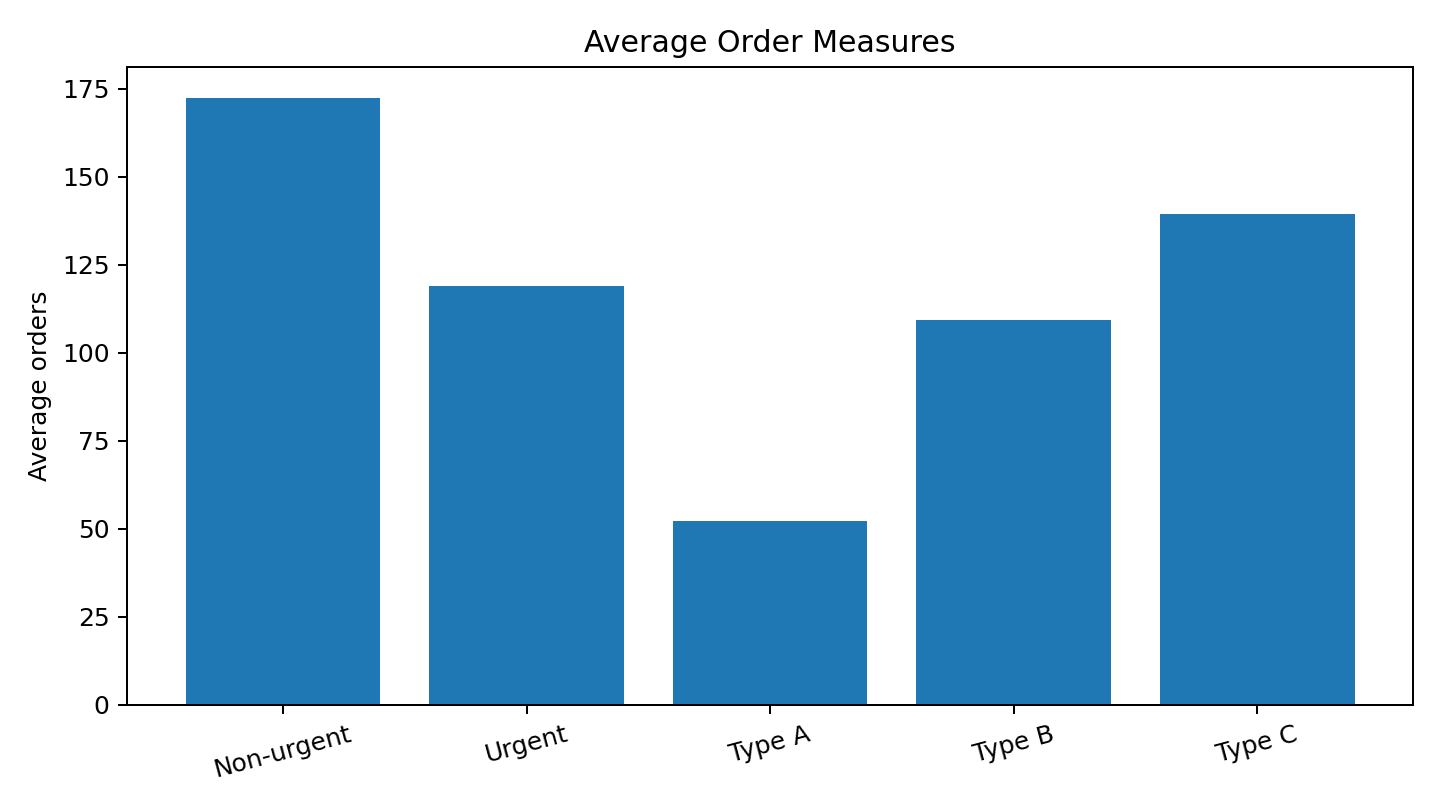 Average Order Measures
Average orders
175
150
125
100
75
50
25
0
Non-urgent
Urgent
Type A
Type B
Type C